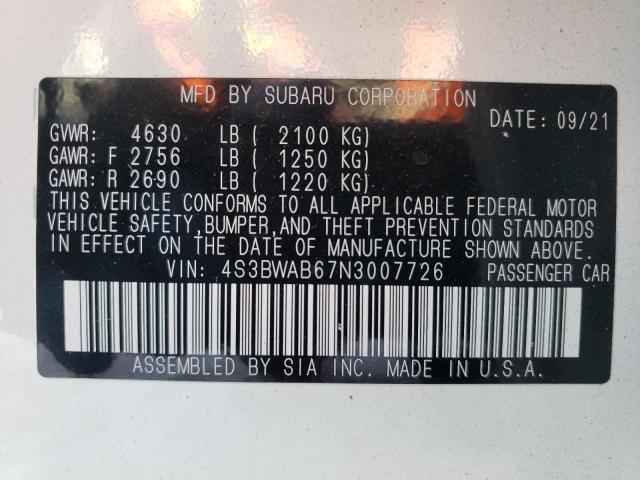 MFD BY SUBARU CORPORATION
DATE: 09/21
GVWR: 4630 LB ( 2100 KG)
GAWR: F 2756 LB ( 1250 KG)
GAWR: R 2690 LB ( 1220 KG)
THIS VEHICLE CONFORMS TO ALL APPLICABLE FEDERAL MOTOR
VEHICLE SAFETY,BUMPER,AND THEFT PREVENTION STANDARDS
IN EFFECT ON THE DATE OF MANUFACTURE SHOWN ABOVE.
VIN: 4S3BWAB67N3007726 PASSENGER CAR
ASSEMBLED BY SIA INC. MADE IN U.S.A.